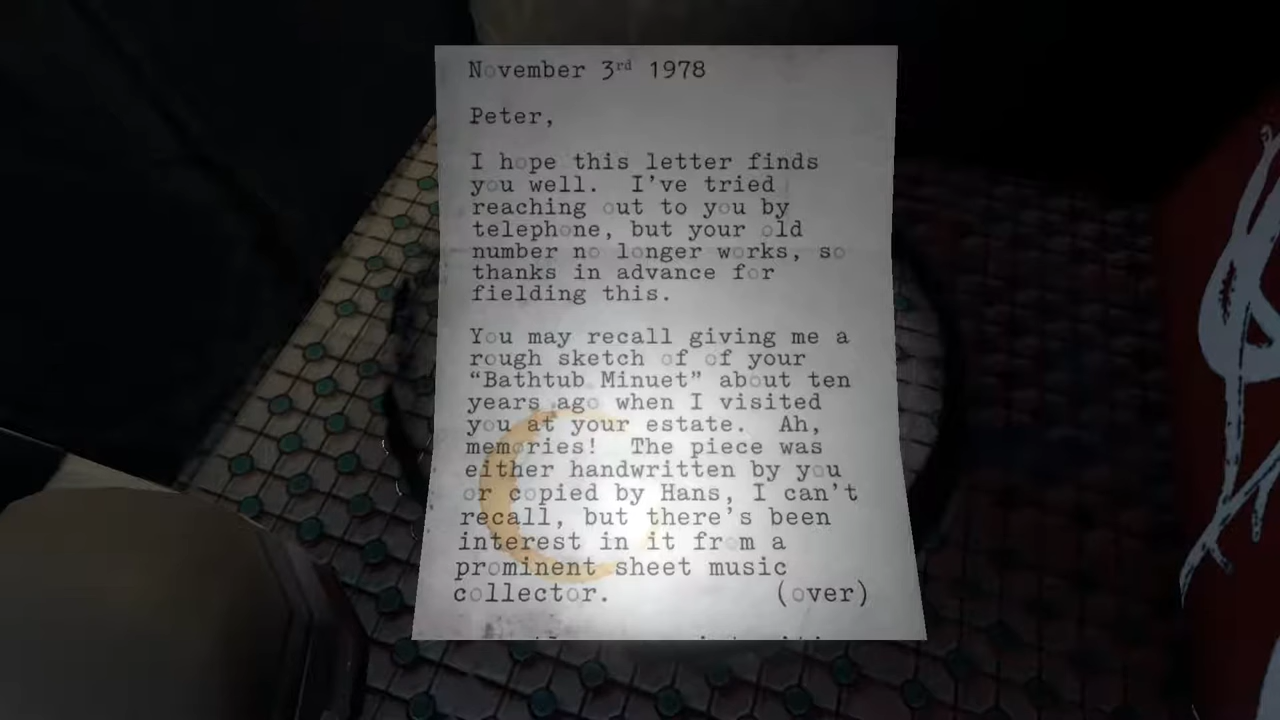 November 3rd 1978
Peter,
I hope this letter finds
you well. I've tried
reaching out to you by
telephone, but your old
number no longer works, so
thanks in advance for
fielding this.
You may recall giving me a
rough sketch of of your
“Bathtub Minuet” about ten
years ago when I visited
you at your estate. Ah,
memories! The piece was
either handwritten by you
or copied by Hans, I can't
recall, but there's been
interest in it from a
prominent sheet music
collector. (over)